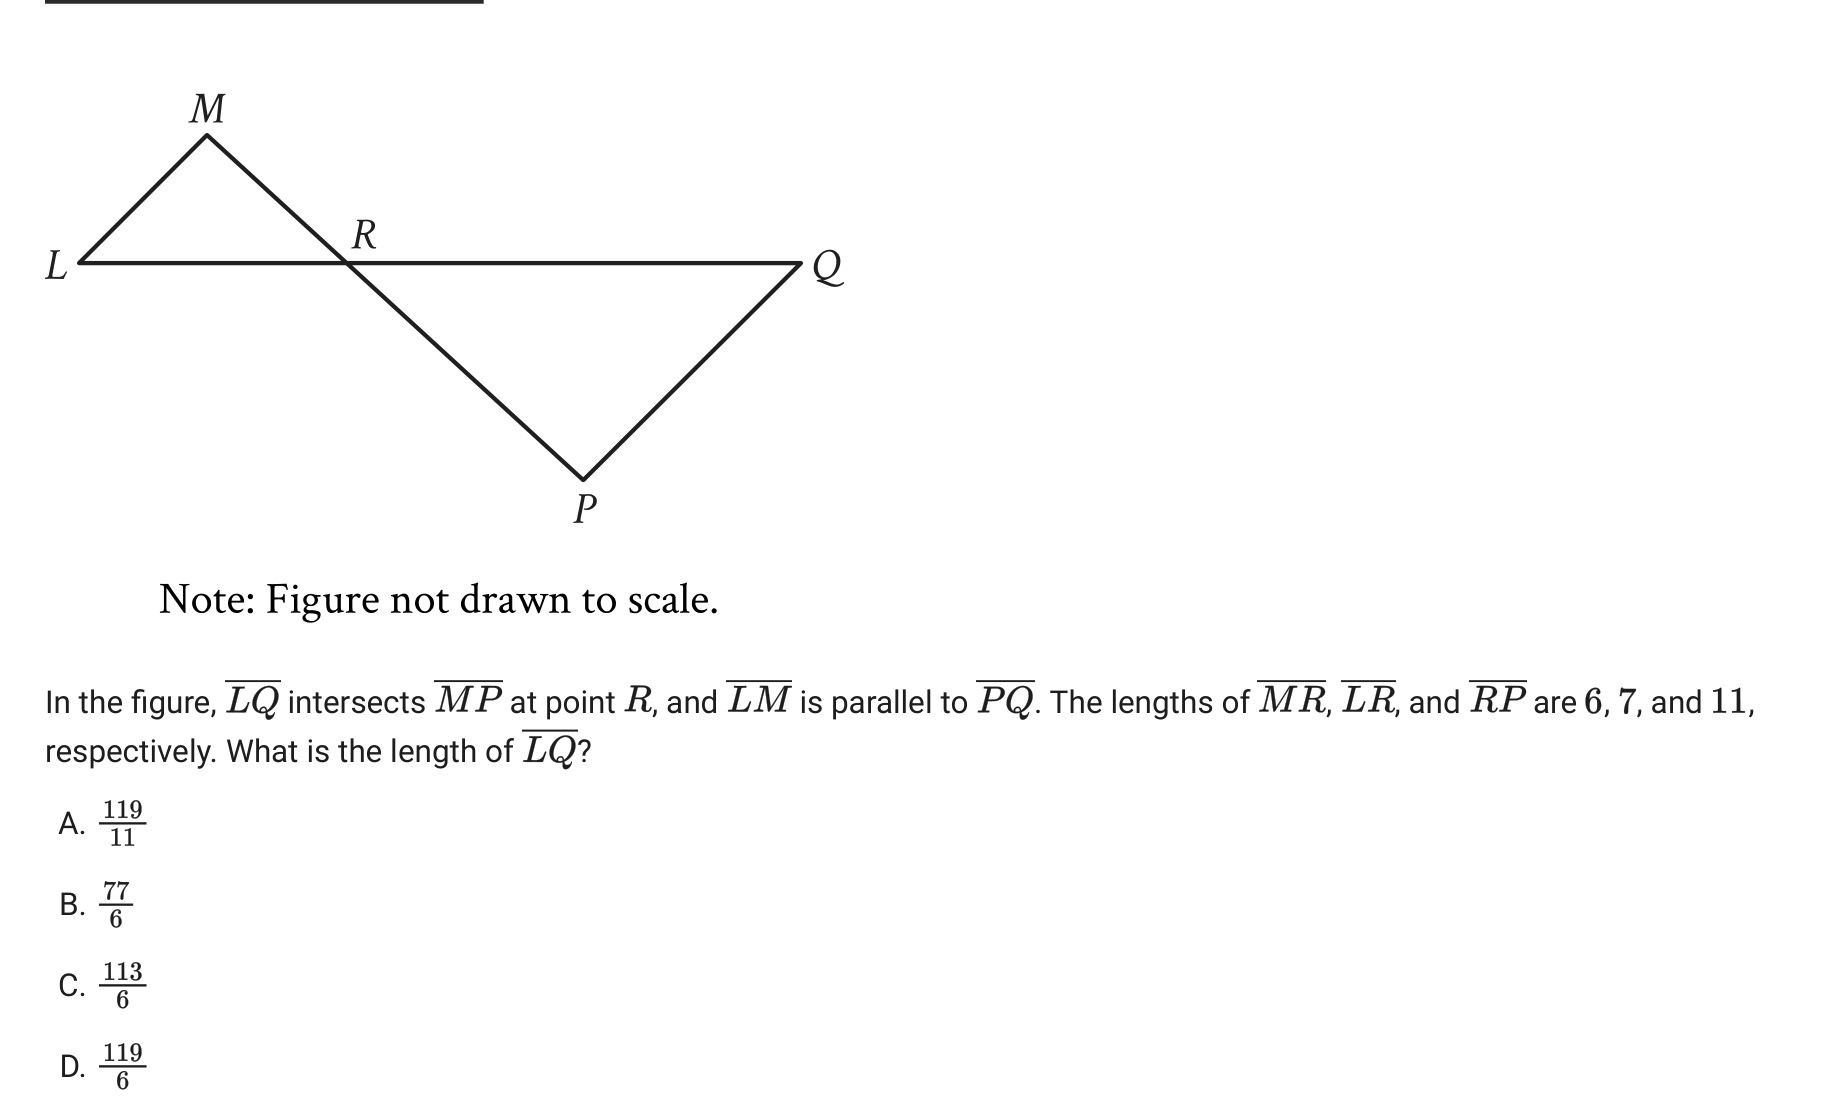 M
R
L
Q
P
Note: Figure not drawn to scale.
In the figure, $\overline{LQ}$ intersects $\overline{MP}$ at point $R$, and $\overline{LM}$ is parallel to $\overline{PQ}$. The lengths of $\overline{MR}$, $\overline{LR}$, and $\overline{RP}$ are 6, 7, and 11,
respectively. What is the length of $\overline{LQ}$?
A. $\frac{119}{11}$
B. $\frac{77}{6}$
C. $\frac{113}{6}$
D. $\frac{119}{6}$